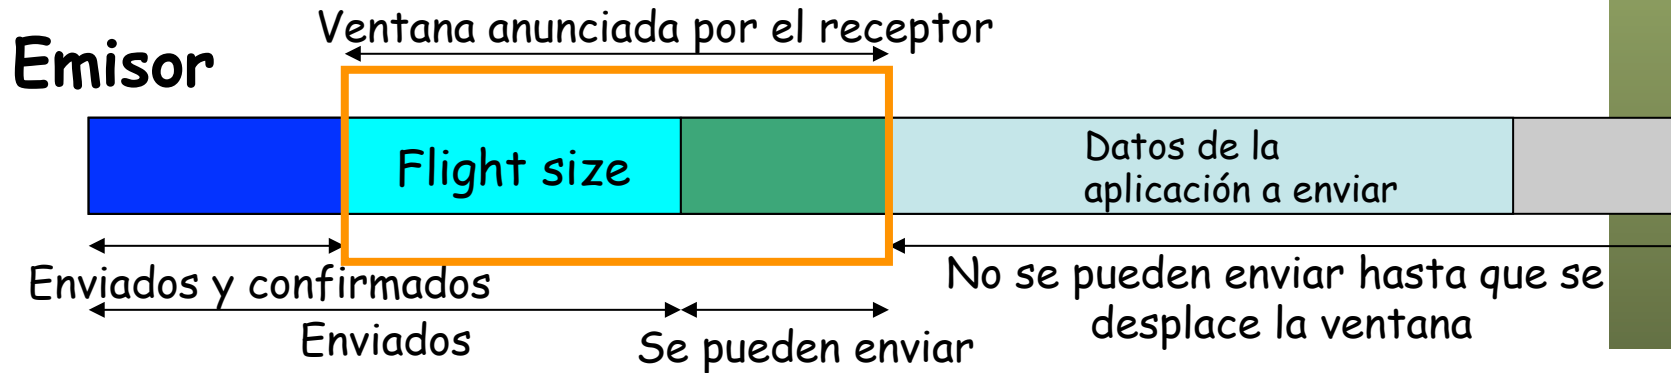 Ventana anunciada por el receptor
Emisor
Flight size
Datos de la
aplicación a enviar
Enviados y confirmados
No se pueden enviar hasta que se
desplace la ventana
Enviados
Se pueden enviar